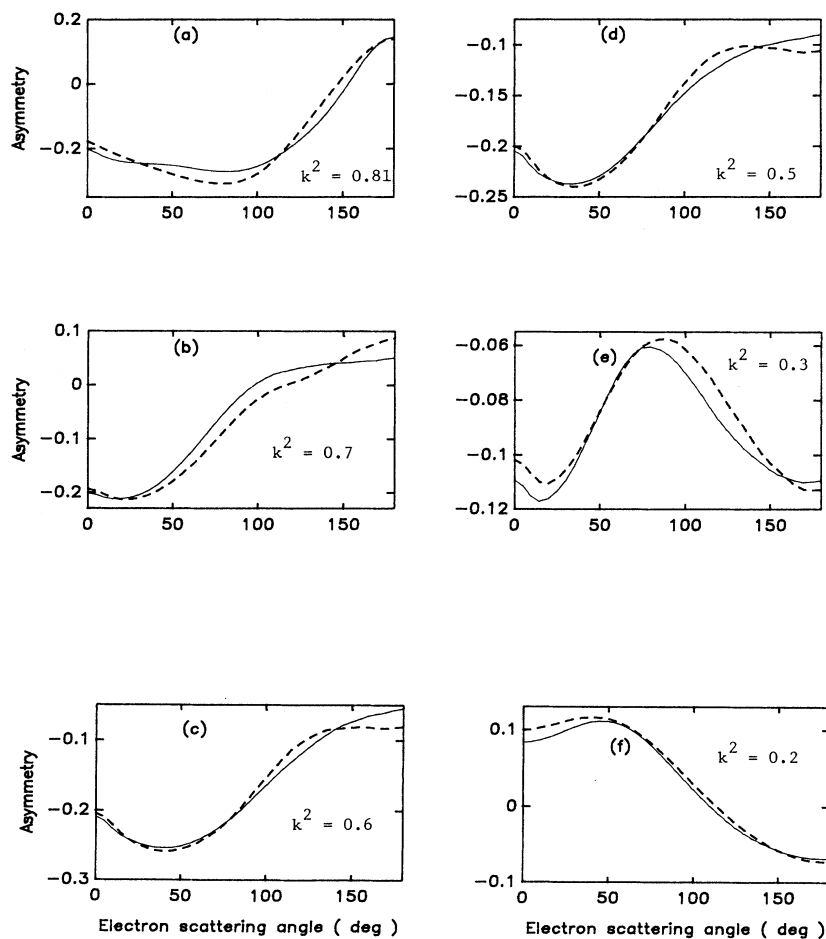 (a)
0.2
0
−0.2
Asymmetry
k² = 0.81
0 50 100 150
(d)
−0.1
−0.15
−0.2
−0.25
k² = 0.5
0 50 100 150
(b)
0.1
0
−0.1
−0.2
Asymmetry
k² = 0.7
0 50 100 150
(e)
−0.06
−0.08
−0.1
−0.12
k² = 0.3
0 50 100 150
(c)
−0.1
−0.2
−0.3
Asymmetry
k² = 0.6
0 50 100 150
Electron scattering angle ( deg )
(f)
0.1
0
−0.1
k² = 0.2
0 50 100 150
Electron scattering angle ( deg )